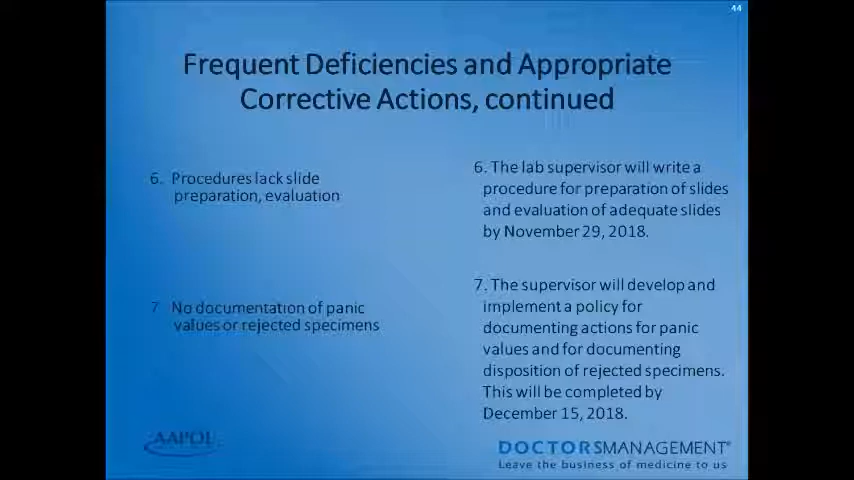 44
Frequent Deficiencies and Appropriate
Corrective Actions, continued
6. Procedures lack slide
preparation, evaluation
6. The lab supervisor will write a
procedure for preparation of slides
and evaluation of adequate slides
by November 29, 2018.
7 No documentation of panic
values or rejected specimens
7. The supervisor will develop and
implement a policy for
documenting actions for panic
values and for documenting
disposition of rejected specimens.
This will be completed by
December 15, 2018.
AAPOL
DOCTORSMANAGEMENT®
Leave the business of medicine to us